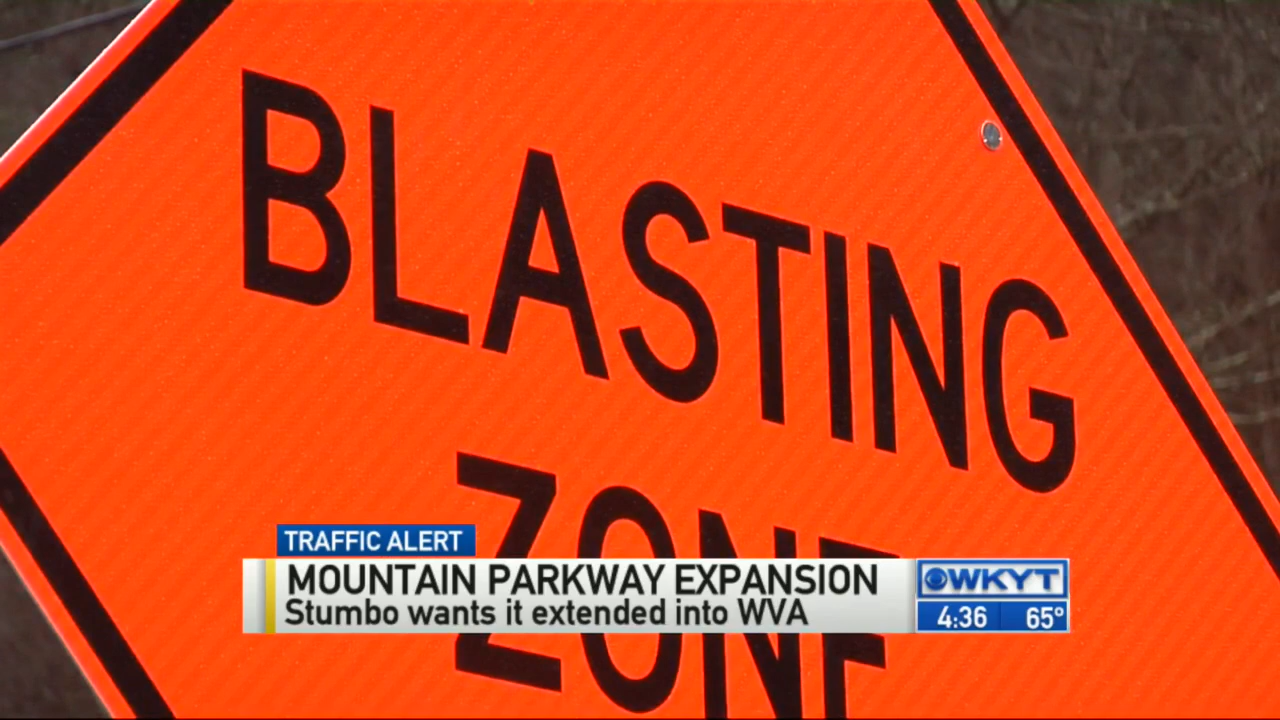 BLASTING
ZONE
TRAFFIC ALERT
MOUNTAIN PARKWAY EXPANSION
Stumbo wants it extended into WVA
WKYT
4:36 65°